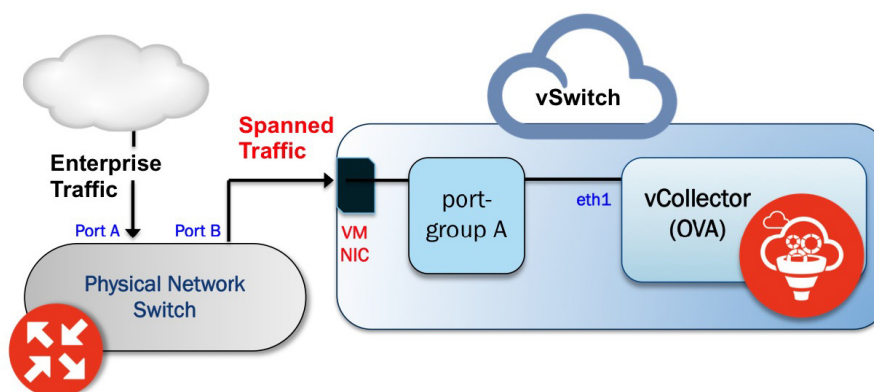 vSwitch
Spanned
Traffic
Enterprise
Traffic
Port A
Port B
VM
NIC
port-
group A
eth1
vCollector
(OVA)
Physical Network
Switch